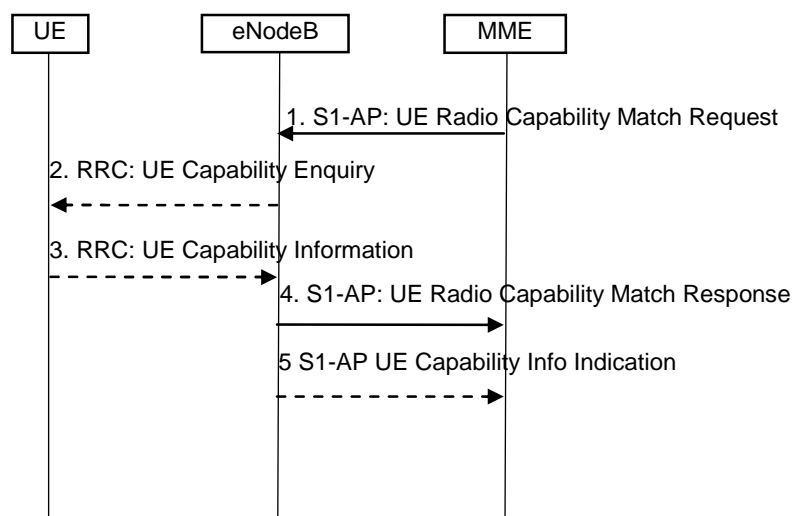 UE
eNodeB
MME
1. S1-AP: UE Radio Capability Match Request
2. RRC: UE Capability Enquiry
3. RRC: UE Capability Information
4. S1-AP: UE Radio Capability Match Response
5 S1-AP UE Capability Info Indication